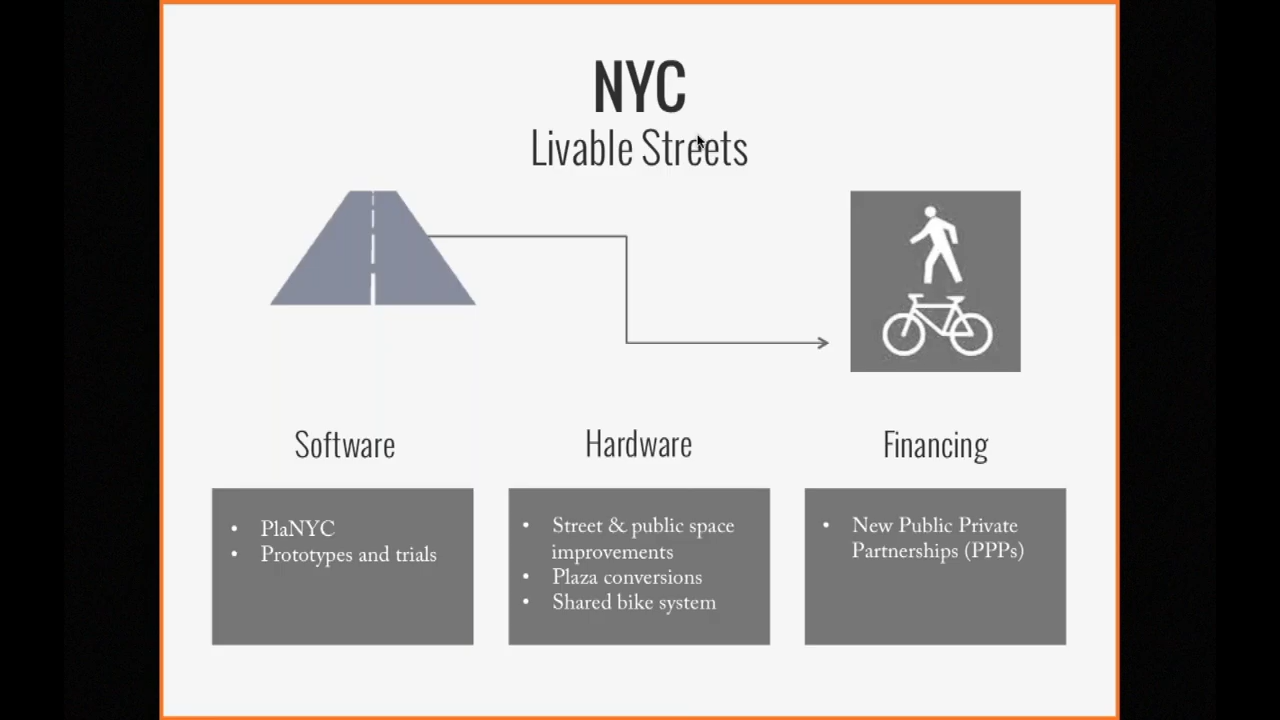 NYC
Livable Streets
Software
Hardware
Financing
• PlaNYC
• Prototypes and trials
• Street & public space
improvements
• Plaza conversions
• Shared bike system
• New Public Private
Partnerships (PPPs)